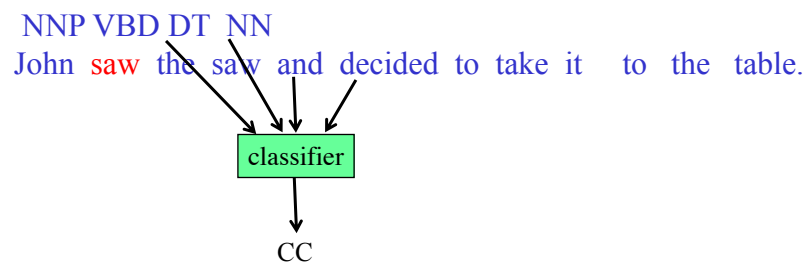 NNP VBD DT NN
John saw the saw and decided to take it to the table.
classifier
CC